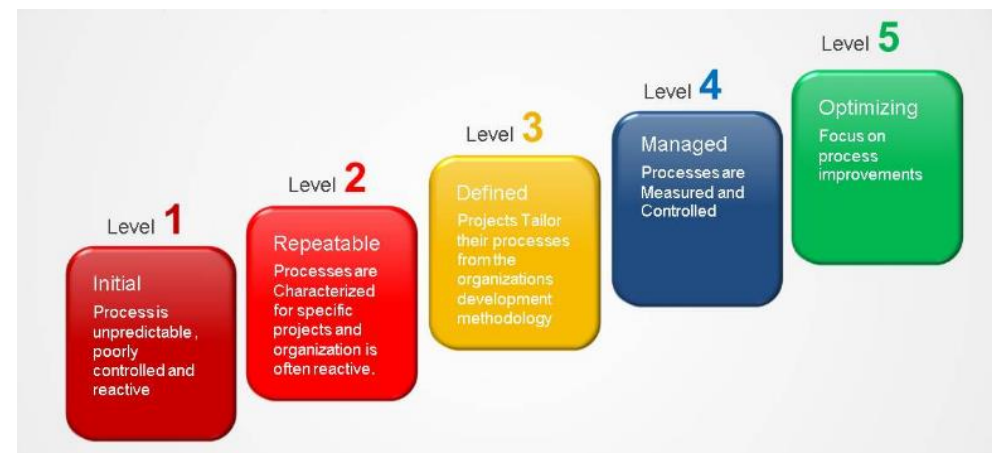 Level 1
Initial
Process is
unpredictable,
poorly
controlled and
reactive
Level 2
Repeatable
Processes are
Characterized
for specific
projects and
organization is
often reactive.
Level 3
Defined
Projects Tailor
their processes
from the
organizations
development
methodology
Level 4
Managed
Processes are
Measured and
Controlled
Level 5
Optimizing
Focus on
process
improvements